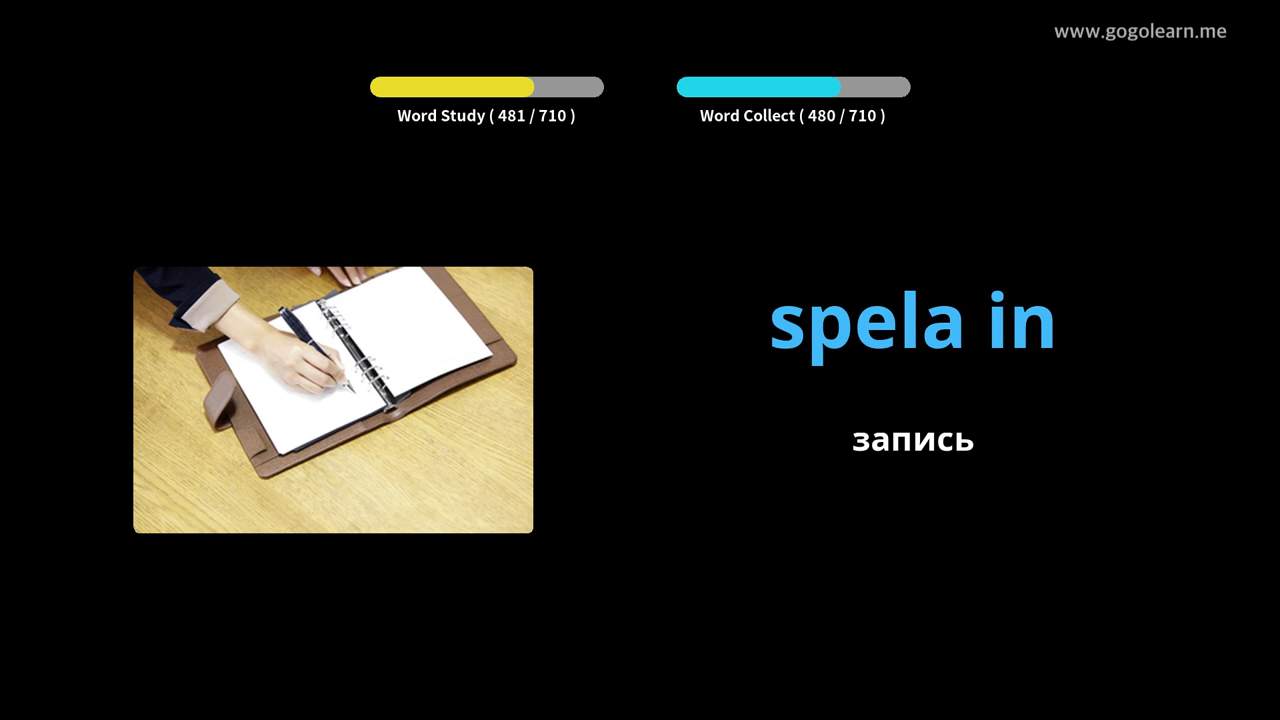 www.gogolearn.me
Word Study ( 481 / 710 )
Word Collect ( 480 / 710 )
spela in
запись